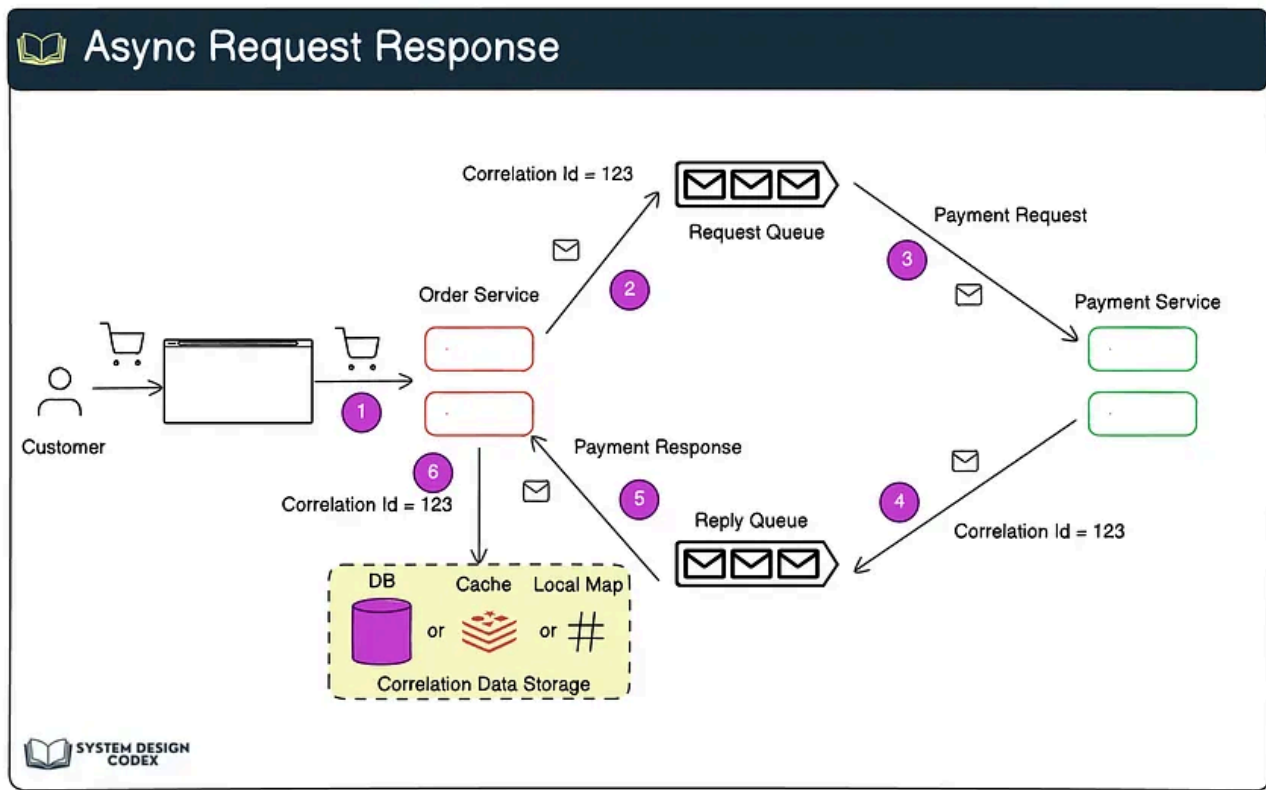 Async Request Response
Correlation Id = 123
Request Queue
Payment Request
3
2
Order Service
Payment Service
1
Customer
Payment Response
6
5
4
Correlation Id = 123
Reply Queue
Correlation Id = 123
DB
Cache
Local Map
or
or
Correlation Data Storage
SYSTEM DESIGN
CODEX